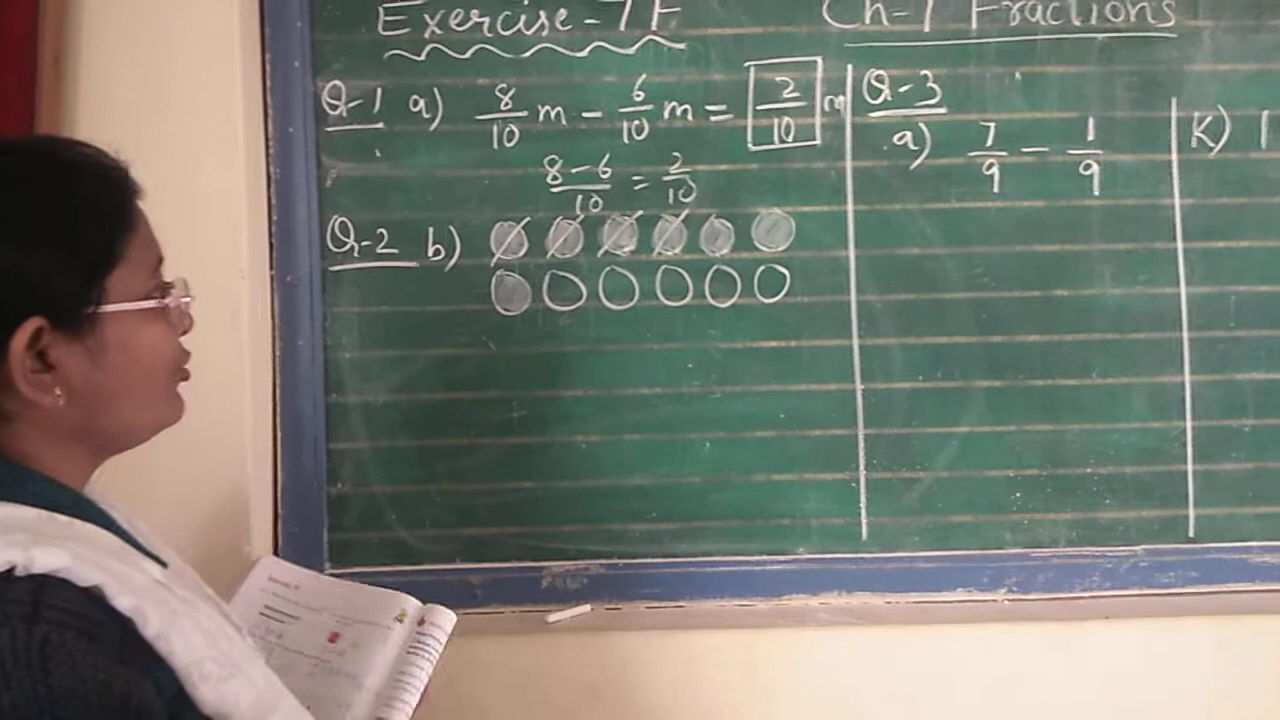 Exercise-7F
Ch-7 Fractions
Q-1 a) 8/10 m - 6/10 m = 2/10 m
8-6/10 = 2/10
Q-2 b)
Q-3
a) 7/9 - 1/9
K) 1